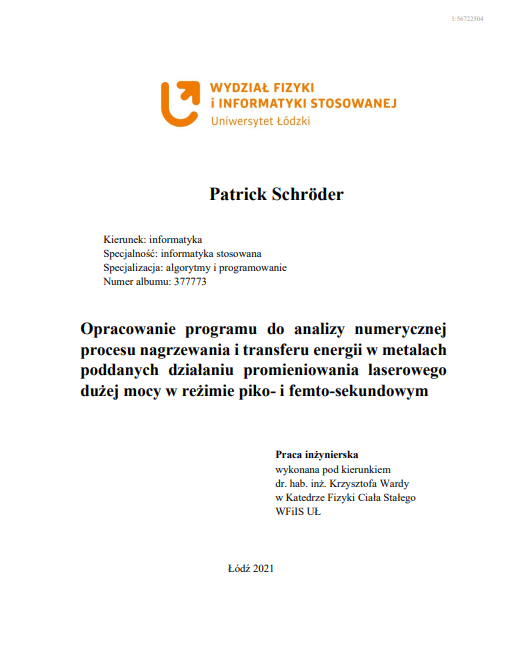 1:56722504
WYDZIAŁ FIZYKI
i INFORMATYKI STOSOWANEJ
Uniwersytet Łódzki
Patrick Schröder
Kierunek: informatyka
Specjalność: informatyka stosowana
Specjalizacja: algorytmy i programowanie
Numer albumu: 377773
Opracowanie programu do analizy numerycznej
procesu nagrzewania i transferu energii w metalach
poddanych działaniu promieniowania laserowego
dużej mocy w reżimie piko- i femto-sekundowym
Praca inżynierska
wykonana pod kierunkiem
dr. hab. inż. Krzysztofa Wardy
w Katedrze Fizyki Ciała Stałego
WFiIS UŁ
Łódź 2021